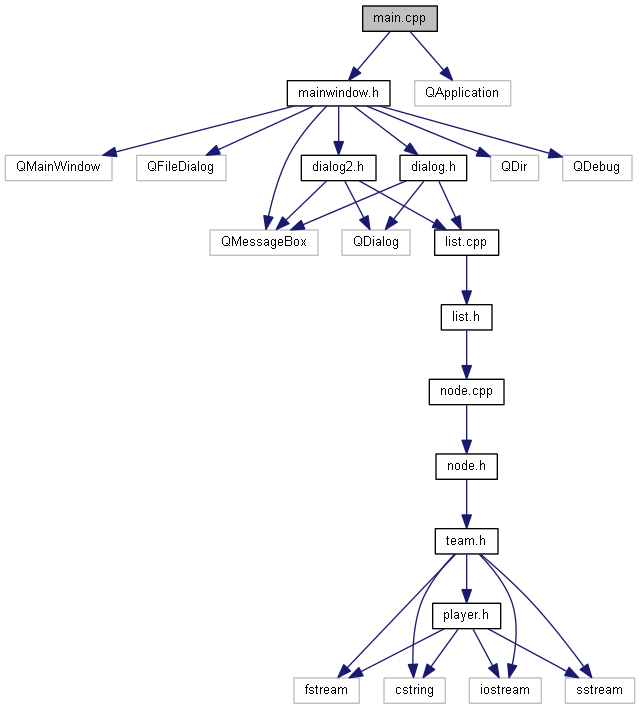 main.cpp
mainwindow.h
QApplication
QMainWindow
QFileDialog
dialog2.h
dialog.h
QDir
QDebug
QMessageBox
QDialog
list.cpp
list.h
node.cpp
node.h
team.h
player.h
fstream
cstring
iostream
sstream